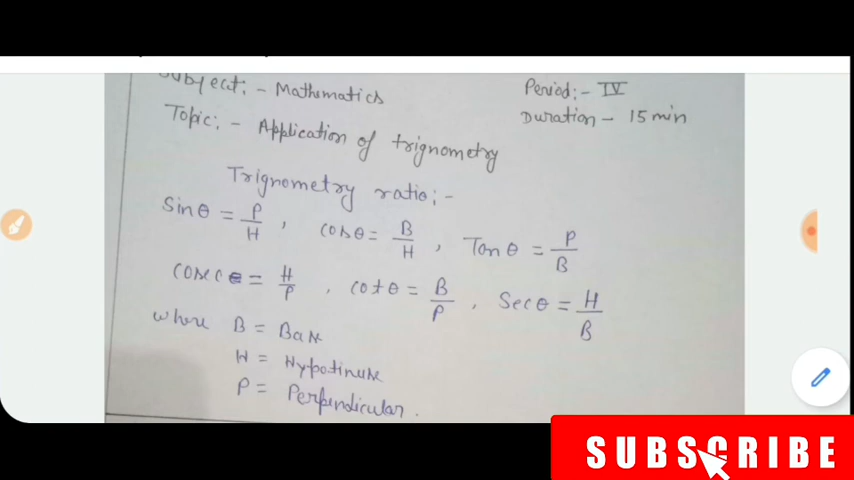 Subject:- Mathematics
Period:- IV
Duration - 15 min
Topic:- Application of trignometry
Trignometry ratio:-
Sinθ = P/H , cosθ = B/H , Tanθ = P/B
cosecθ = H/P , cotθ = B/P , Secθ = H/B
where B = Base
H = Hypotinuse
P = Perpendicular.
SUBSCRIBE